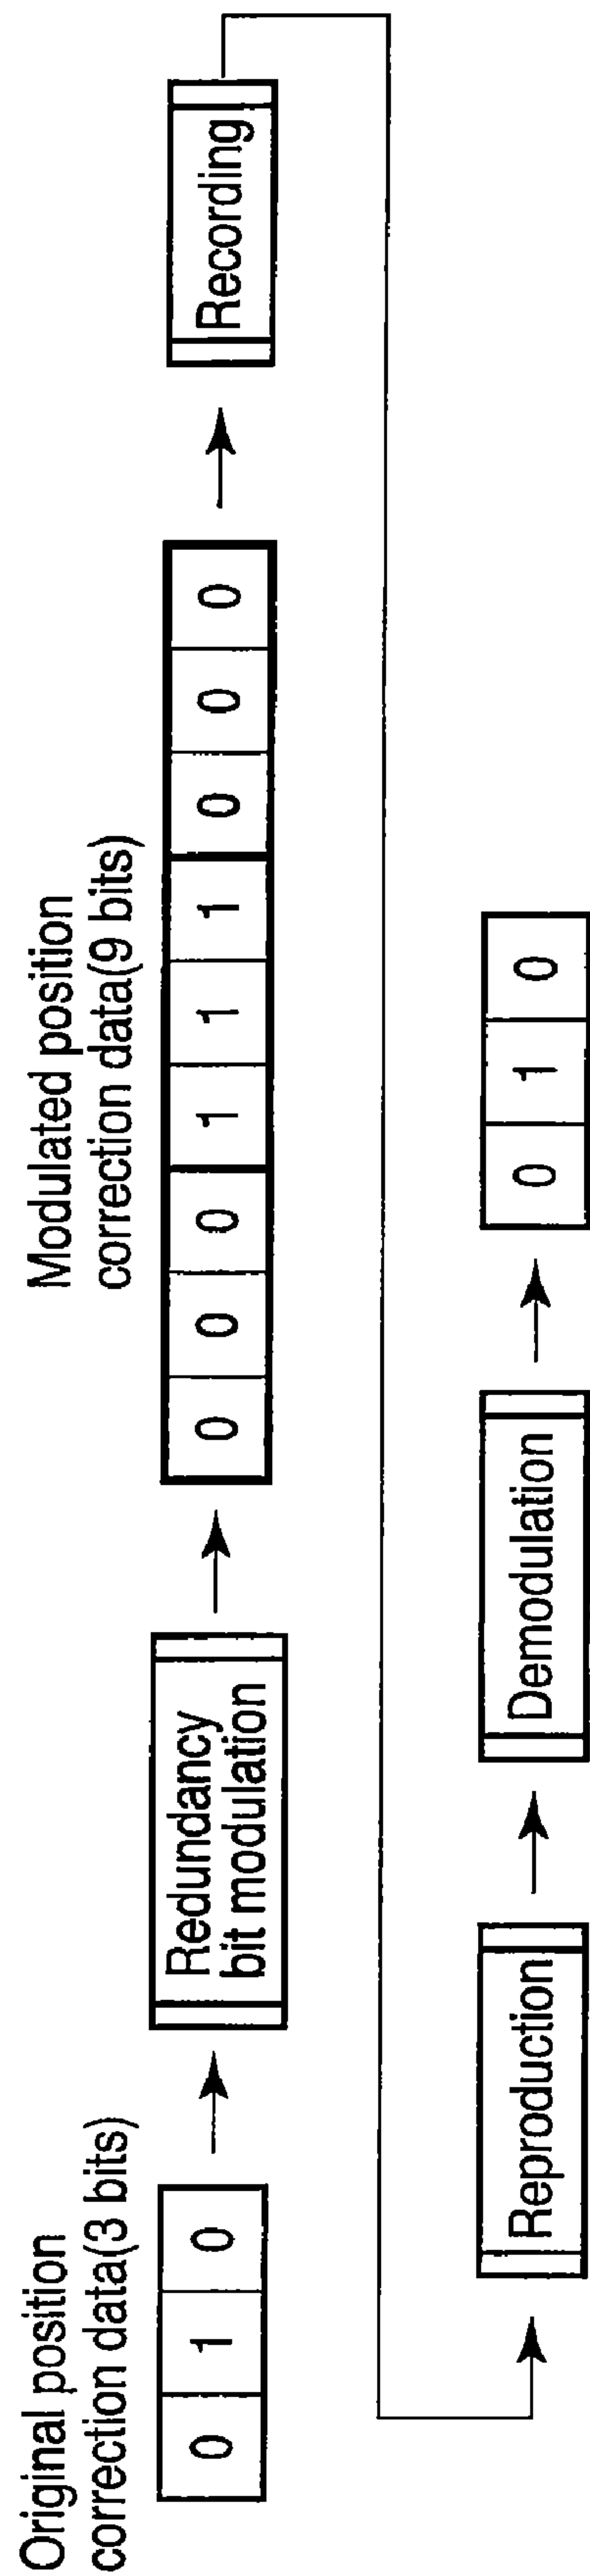 Original position
correction data(3 bits)
0 1 0
Redundancy
bit modulation
Modulated position
correction data(9 bits)
0 0 0 1 1 1 0 0 0
Recording
Reproduction
Demodulation
0 1 0